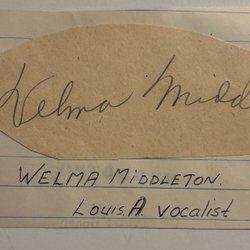 Velma Midd
WELMA MIDDLETON.
LOUIS.A VOCALIST